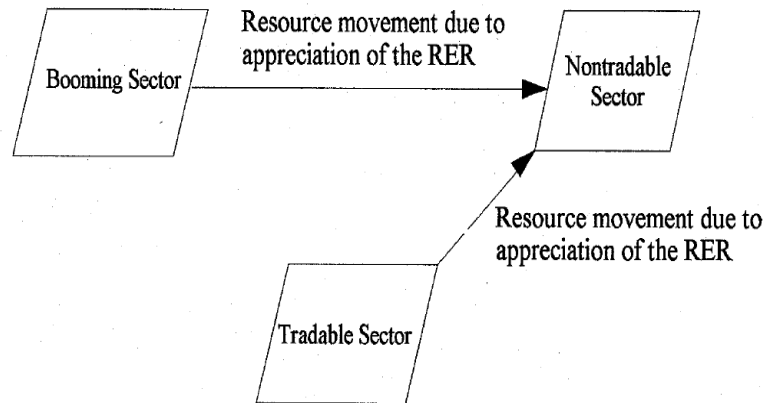 Resource movement due to
appreciation of the RER
Booming Sector
Nontradable
Sector
Resource movement due to
appreciation of the RER
Tradable Sector